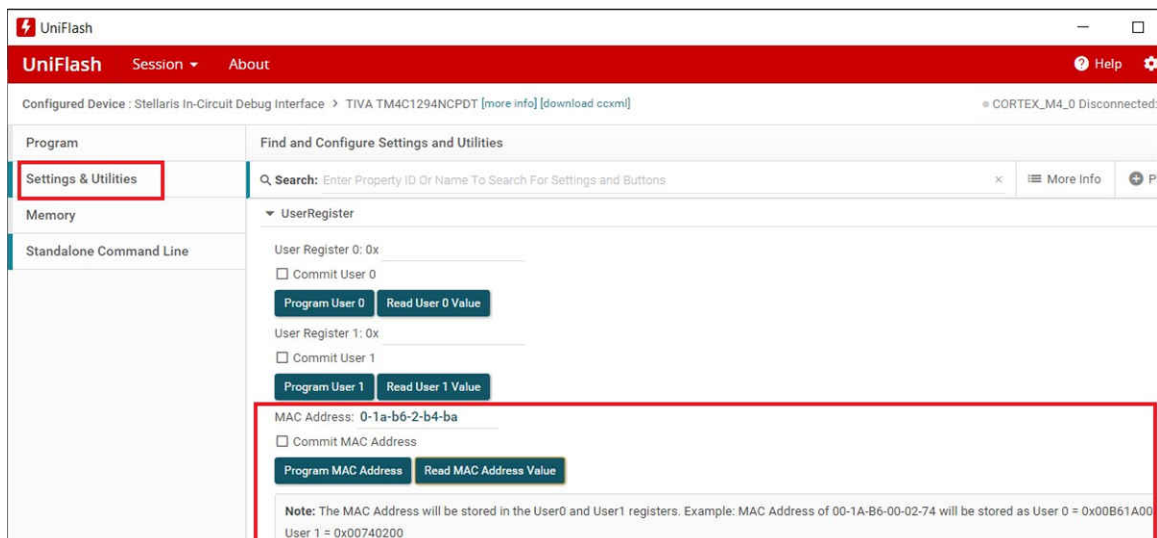 UniFlash
UniFlash Session About Help
Configured Device : Stellaris In-Circuit Debug Interface > TIVA TM4C1294NCPDT [more info] [download ccxml] CORTEX_M4_0 Disconnected:
Program
Settings & Utilities
Memory
Standalone Command Line
Find and Configure Settings and Utilities
Search: Enter Property ID Or Name To Search For Settings and Buttons × More Info P
UserRegister
User Register 0: 0x
Commit User 0
Program User 0 Read User 0 Value
User Register 1: 0x
Commit User 1
Program User 1 Read User 1 Value
MAC Address: 0-1a-b6-2-b4-ba
Commit MAC Address
Program MAC Address Read MAC Address Value
Note: The MAC Address will be stored in the User0 and User1 registers. Example: MAC Address of 00-1A-B6-00-02-74 will be stored as User 0 = 0x00B61A00
User 1 = 0x00740200